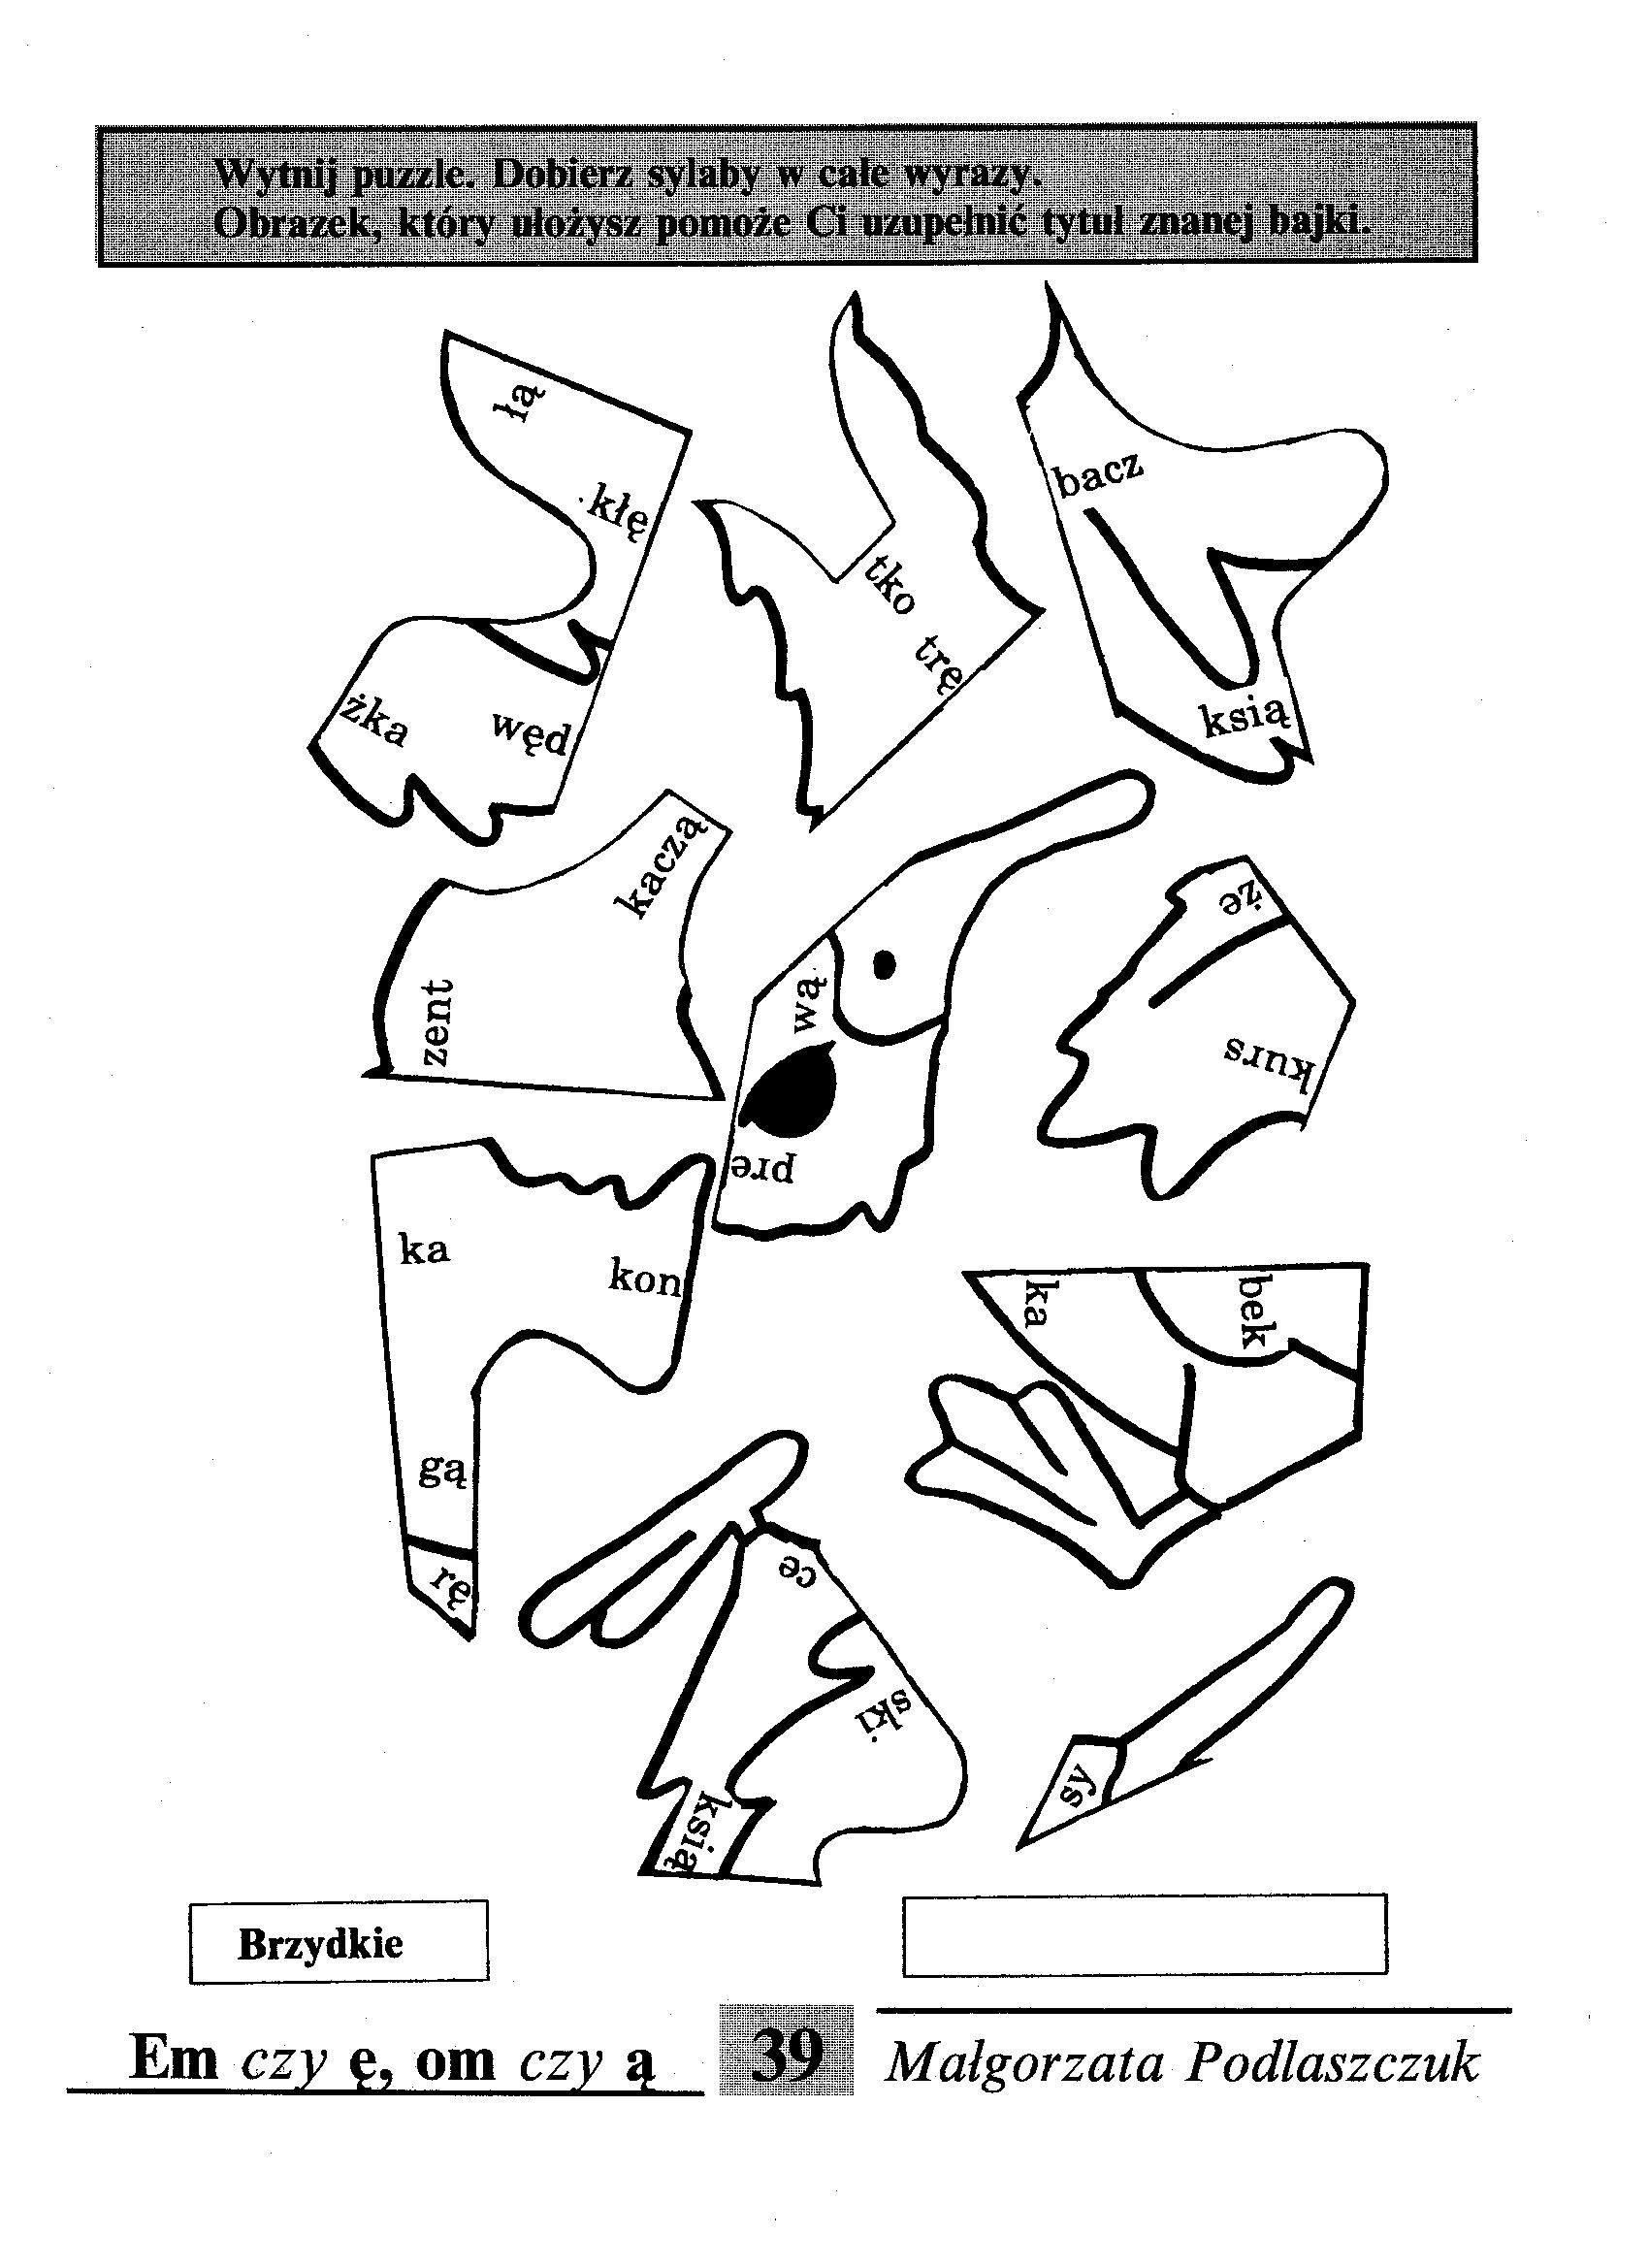 Wytnij puzzle. Dobierz sylaby w całe wyrazy.
Obrazek, który ułożysz pomoże Ci uzupełnić tytuł znanej bajki.
łą
kłę
żka
węd
tko
trę
bacz
ksią
kaczą
zent
wą
pre
że
kurs
ka
kon
gą
rę
ka
bek
ce
ski
ksią
sy
Brzydkie
Em czy ę, om czy ą
39
Małgorzata Podlaszczuk